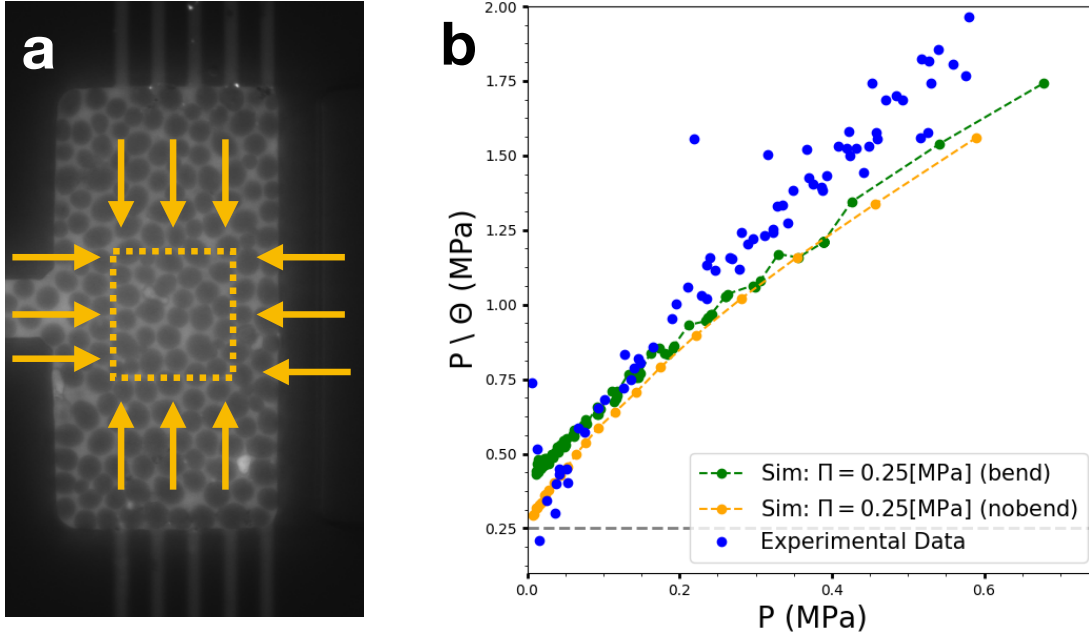 a
b
2.00
1.75
1.50
1.25
1.00
0.75
0.50
0.25
P \ Θ (MPa)
Sim: Π = 0.25[MPa] (bend)
Sim: Π = 0.25[MPa] (nobend)
Experimental Data
0.0
0.2
0.4
0.6
P (MPa)